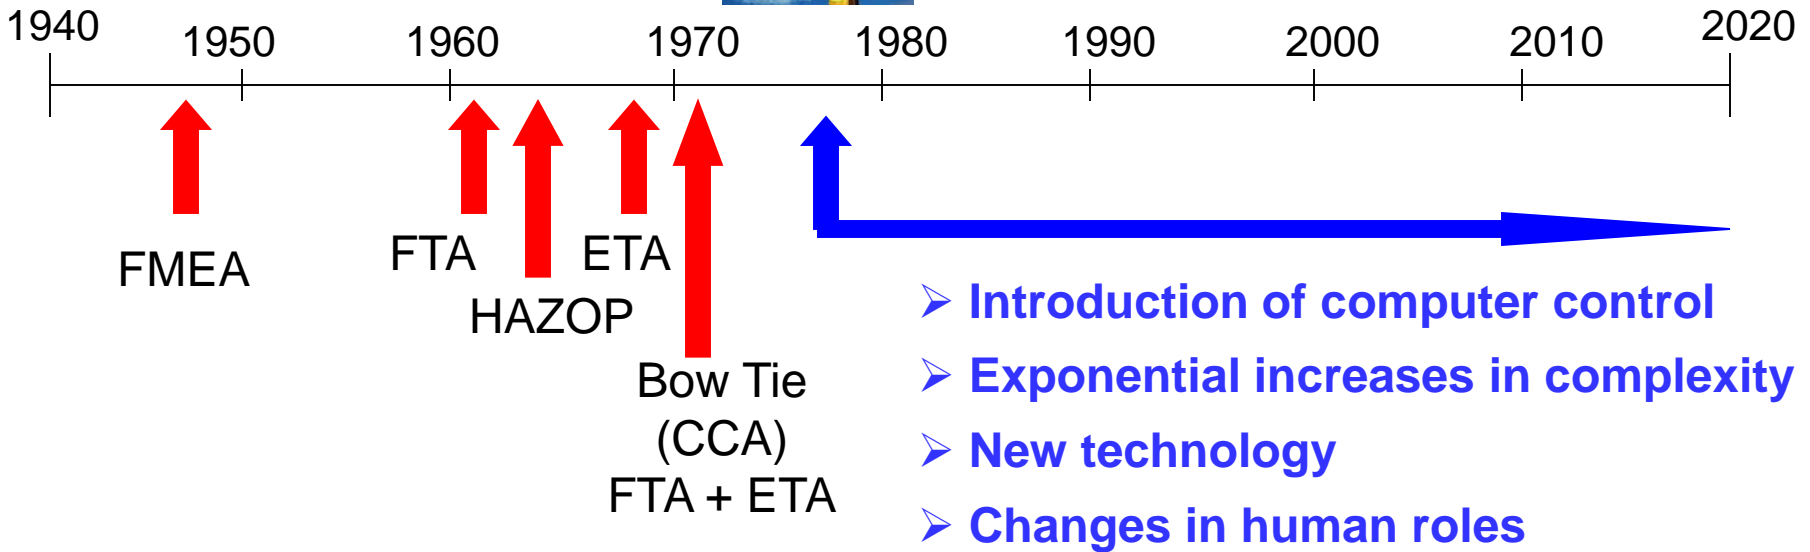 1940 1950 1960 1970 1980 1990 2000 2010 2020
FMEA
FTA
HAZOP
ETA
Bow Tie
(CCA)
FTA + ETA
➢ Introduction of computer control
➢ Exponential increases in complexity
➢ New technology
➢ Changes in human roles